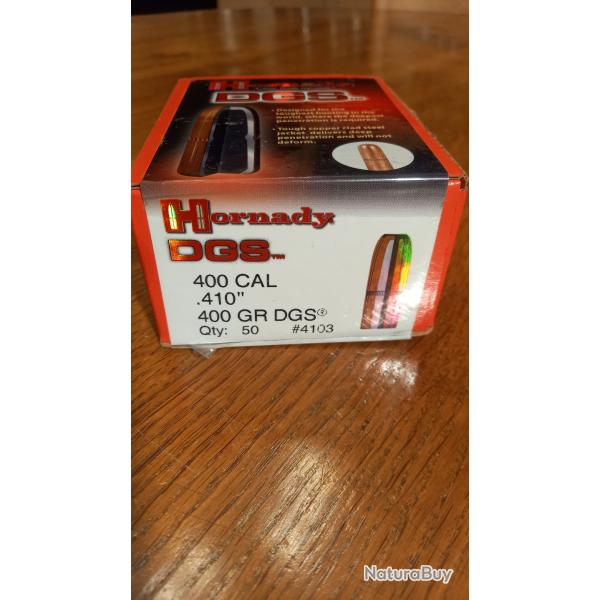 Hornady
DGS™
• Designed for the
toughest hunting in the
world, where the deepest
penetration is required.
• Tough copper clad steel
jacket delivers deep
penetration and will not
deform.
Hornady
DGS™
400 CAL
.410"
400 GR DGS®
Qty: 50 #4103
NaturaBuy